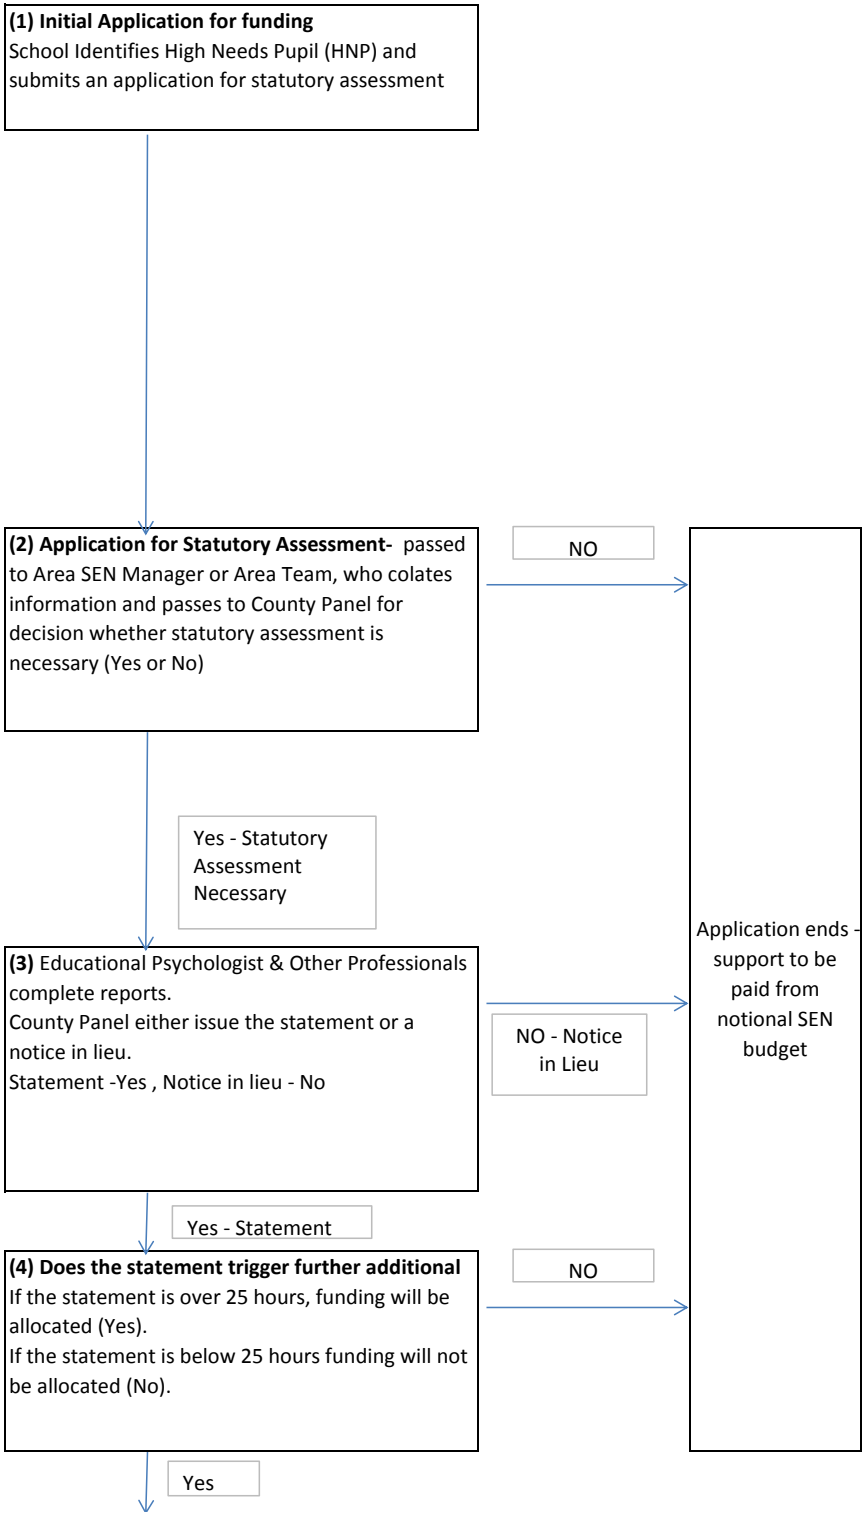 (1) Initial Application for funding
School Identifies High Needs Pupil (HNP) and
submits an application for statutory assessment
(2) Application for Statutory Assessment-  passed
to Area SEN Manager or Area Team, who colates
information and passes to County Panel for
decision whether statutory assessment is
necessary (Yes or No)
NO
Yes - Statutory
Assessment
Necessary
(3) Educational Psychologist & Other Professionals
complete reports.
County Panel either issue the statement or a
notice in lieu.
Statement -Yes , Notice in lieu - No
NO - Notice
in Lieu
Application ends -
support to be
paid from
notional SEN
budget
Yes - Statement
(4) Does the statement trigger further additional
If the statement is over 25 hours, funding will be
allocated (Yes).
If the statement is below 25 hours funding will not
be allocated (No).
NO
Yes